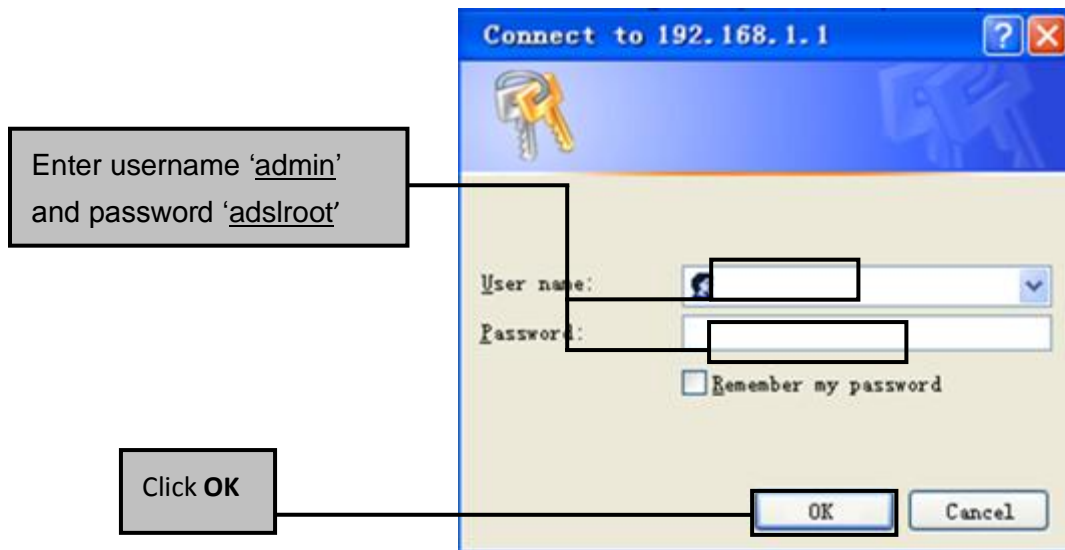 Connect to 192.168.1.1
Enter username ‘admin’
and password ‘adslroot’
User name:
Password:
Remember my password
Click OK
OK
Cancel